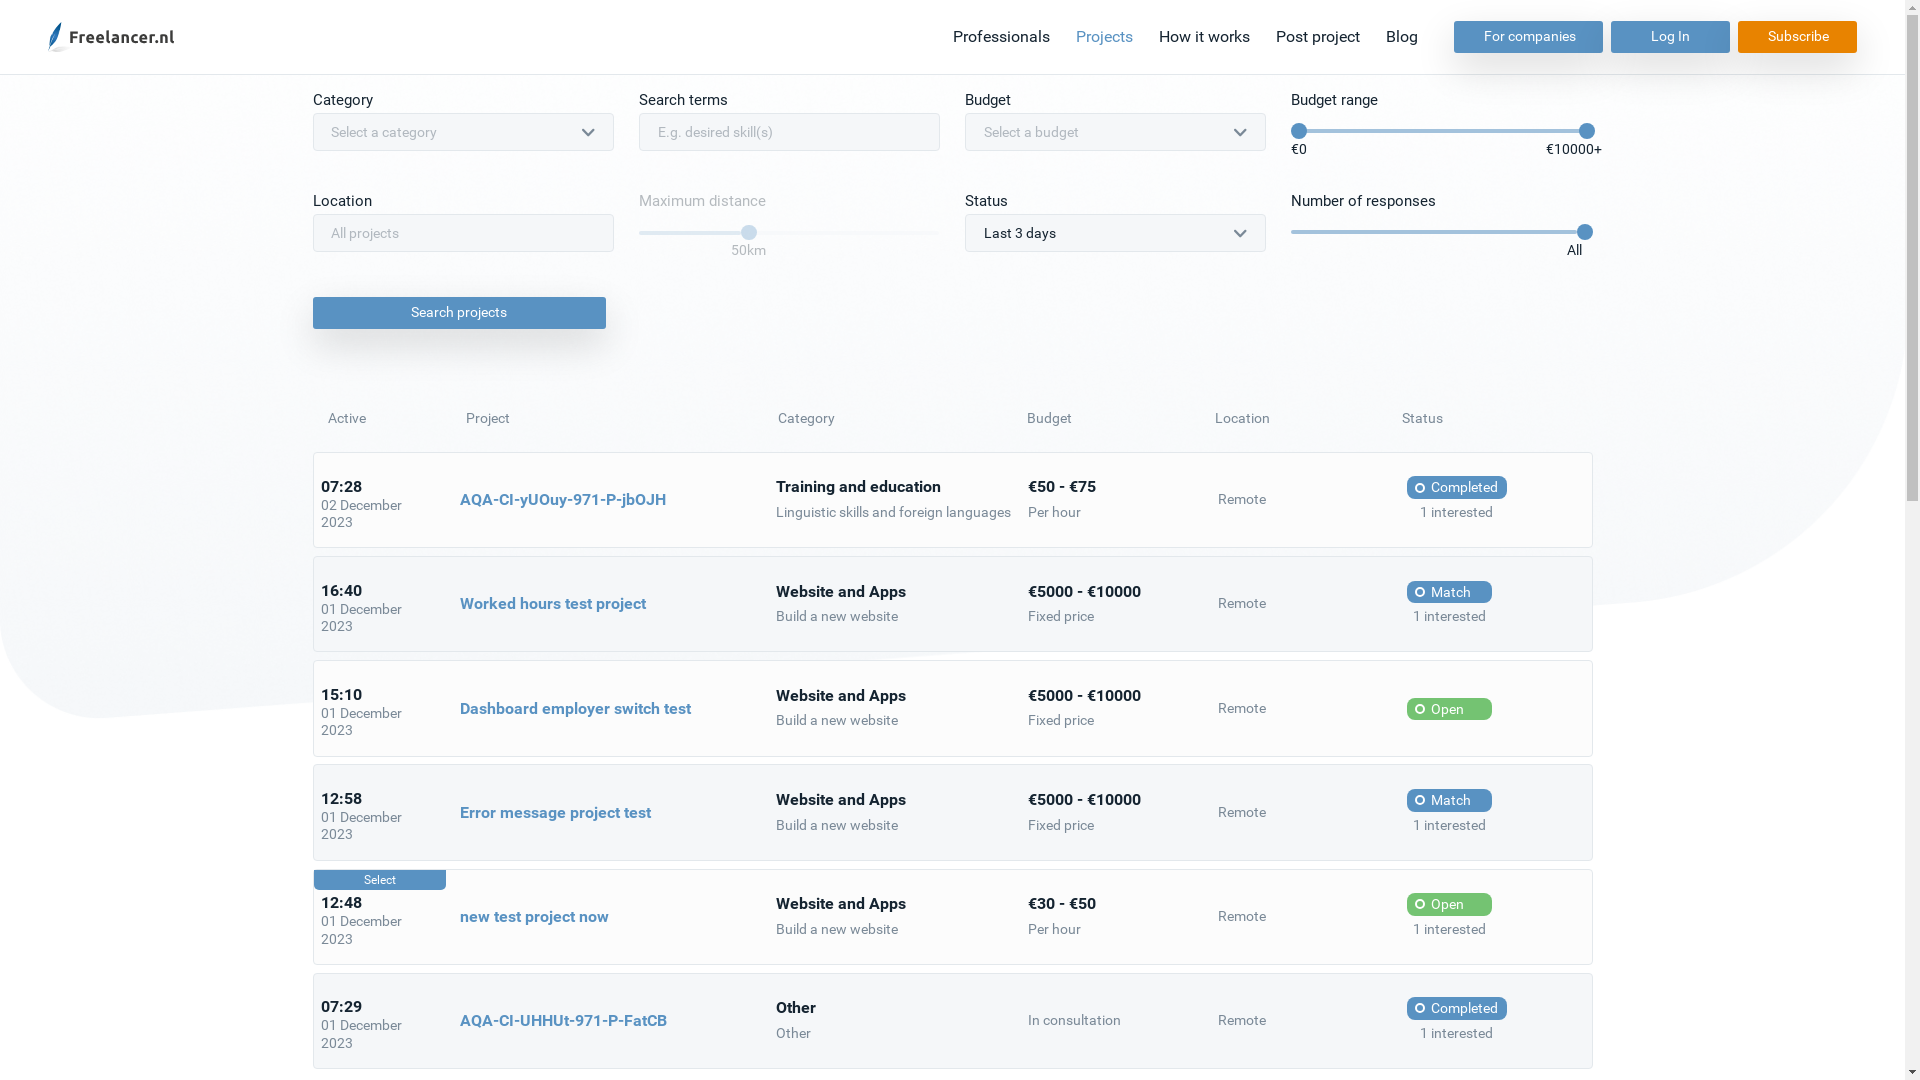 Freelancer.nl
Professionals
Projects
How it works
Post project
Blog
For companies
Log In
Subscribe
Category
Search terms
Budget
Budget range
Select a category
E.g. desired skill(s)
Select a budget
€0
€10000+
Location
Maximum distance
Status
Number of responses
All projects
50km
Last 3 days
All
Search projects
Active
Project
Category
Budget
Location
Status
07:28
02 December
2023
AQA-CI-yUOuy-971-P-jbOJH
Training and education
Linguistic skills and foreign languages
€50 - €75
Per hour
Remote
Completed
1 interested
16:40
01 December
2023
Worked hours test project
Website and Apps
Build a new website
€5000 - €10000
Fixed price
Remote
Match
1 interested
15:10
01 December
2023
Dashboard employer switch test
Website and Apps
Build a new website
€5000 - €10000
Fixed price
Remote
Open
12:58
01 December
2023
Error message project test
Website and Apps
Build a new website
€5000 - €10000
Fixed price
Remote
Match
1 interested
Select
12:48
01 December
2023
new test project now
Website and Apps
Build a new website
€30 - €50
Per hour
Remote
Open
1 interested
07:29
01 December
2023
AQA-CI-UHHUt-971-P-FatCB
Other
Other
In consultation
Remote
Completed
1 interested